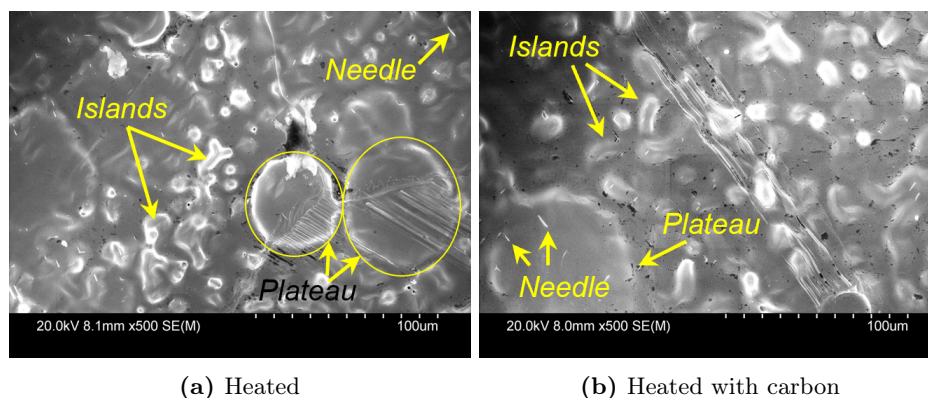 Needle
Islands
Plateau
20.0kV 8.1mm x500 SE(M) 100um
(a) Heated
Islands
Plateau
Needle
20.0kV 8.0mm x500 SE(M) 100um
(b) Heated with carbon